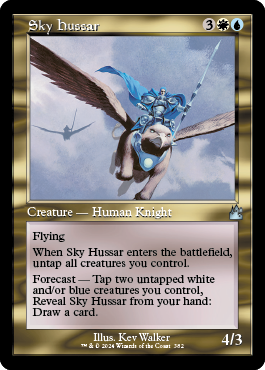 Sky Hussar 3
Creature — Human Knight
Flying
When Sky Hussar enters the battlefield,
untap all creatures you control.
Forecast — Tap two untapped white
and/or blue creatures you control,
Reveal Sky Hussar from your hand:
Draw a card.
Illus. Kev Walker
™ & © 2024 Wizards of the Coast 382
4/3